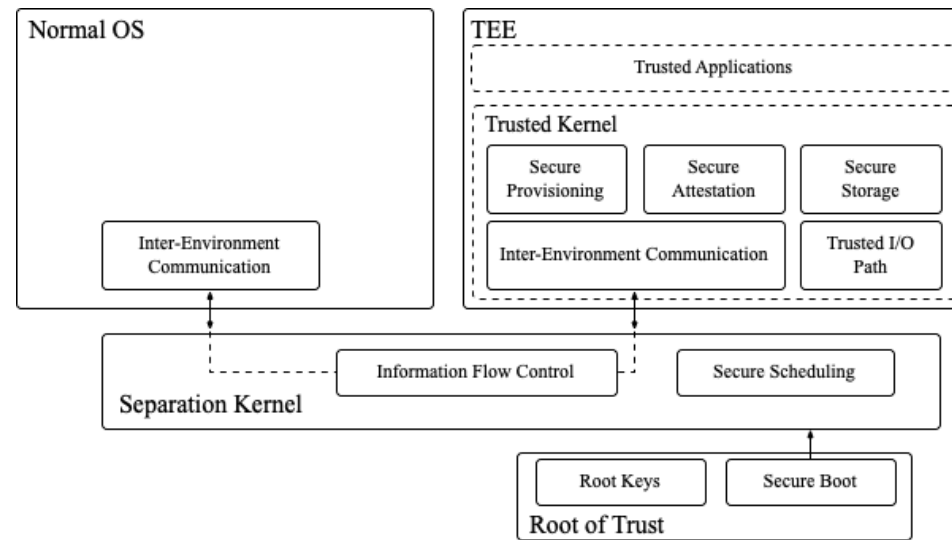 Normal OS
TEE
Trusted Applications
Trusted Kernel
Secure
Provisioning
Secure
Attestation
Secure
Storage
Inter-Environment
Communication
Inter-Environment Communication
Trusted I/O
Path
Information Flow Control
Secure Scheduling
Separation Kernel
Root Keys
Secure Boot
Root of Trust